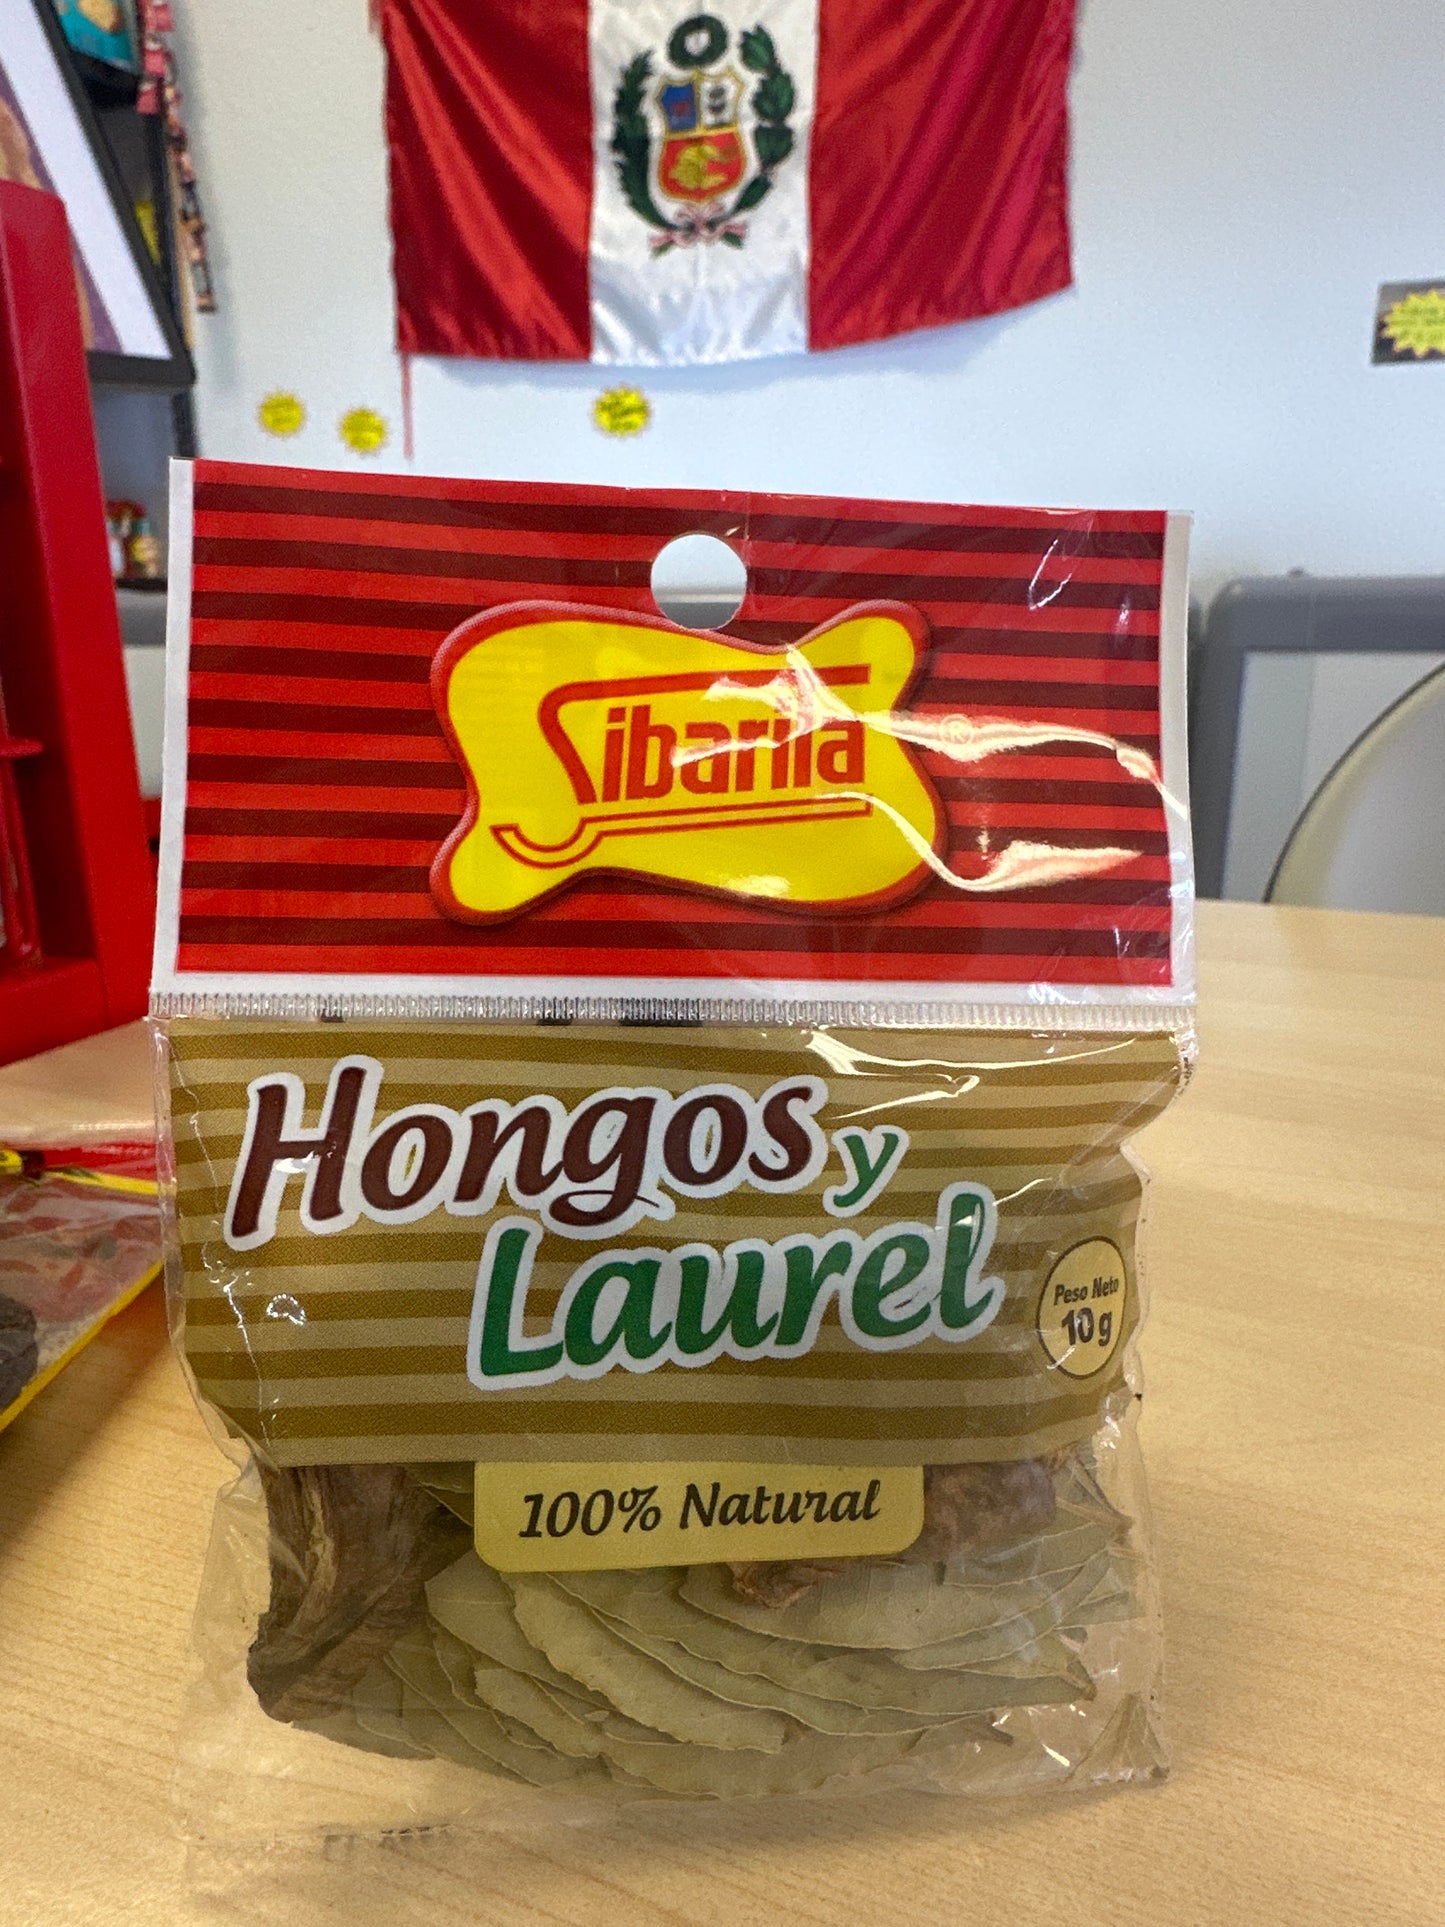 Sibarita
®
Hongos y
Laurel
Peso Neto
10 g
100% Natural